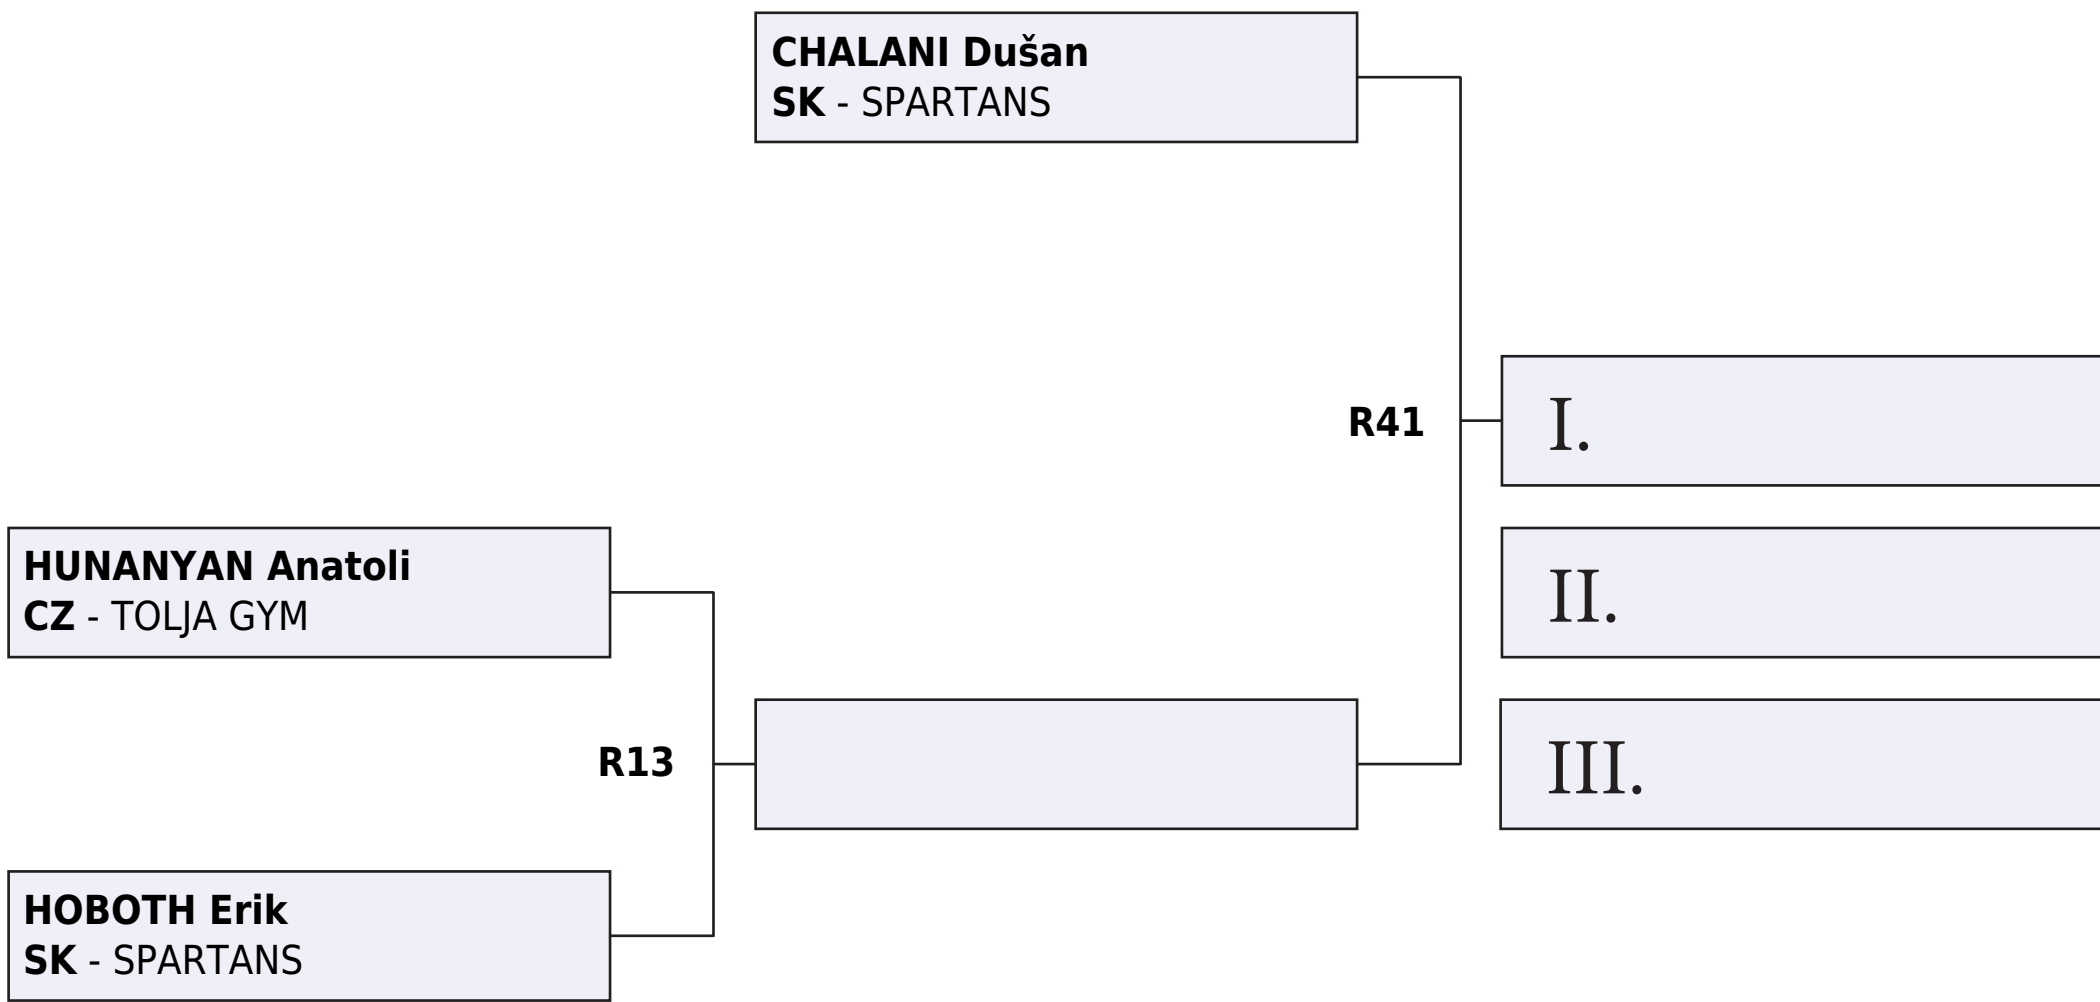 CHALANI Dušan
SK - SPARTANS
R41
I.
HUNANYAN Anatoli
CZ - TOLJA GYM
II.
R13
III.
HOBOTH Erik
SK - SPARTANS